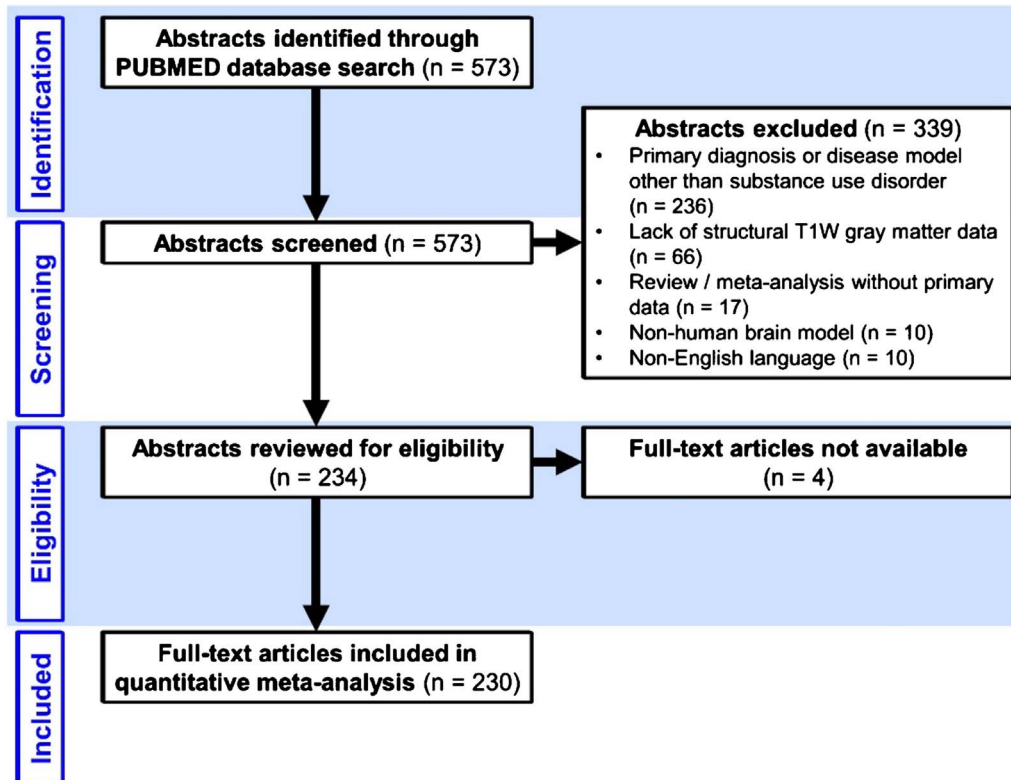 Identification
Abstracts identified through
PUBMED database search (n = 573)
Screening
Abstracts screened (n = 573)
Abstracts excluded (n = 339)
• Primary diagnosis or disease model
other than substance use disorder
(n = 236)
• Lack of structural T1W gray matter data
(n = 66)
• Review / meta-analysis without primary
data (n = 17)
• Non-human brain model (n = 10)
• Non-English language (n = 10)
Eligibility
Abstracts reviewed for eligibility
(n = 234)
Full-text articles not available
(n = 4)
Included
Full-text articles included in
quantitative meta-analysis (n = 230)